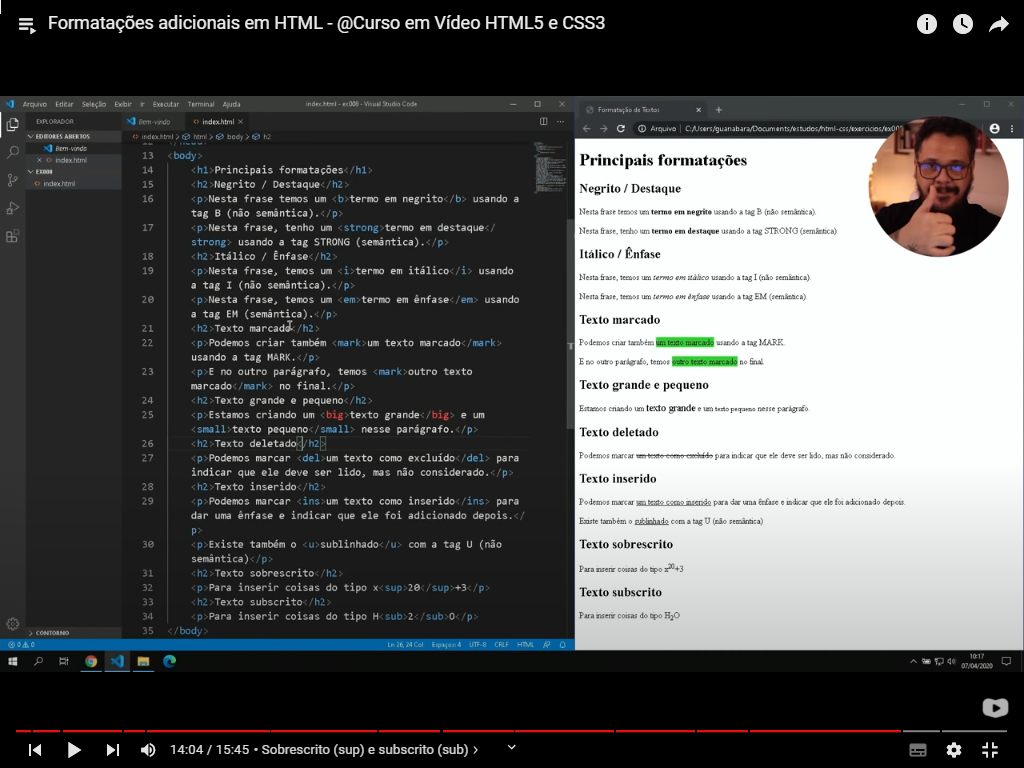 Formatações adicionais em HTML - @Curso em Vídeo HTML5 e CSS3
Arquivo Editar Seleção Exibir Ir Executar Terminal Ajuda
index.html - ex008 - Visual Studio Code
EXPLORADOR
EDITORES ABERTOS
Bem-vindo
index.html
EX008
index.html
CONTORNO
Bem-vindo
index.html
index.html > html > body > h2
13 <body>
14 <h1>Principais formatações</h1>
15 <h2>Negrito / Destaque</h2>
16 <p>Nesta frase temos um <b>termo em negrito</b> usando a
tag B (não semântica).</p>
17 <p>Nesta frase, tenho um <strong>termo em destaque</
strong> usando a tag STRONG (semântica).</p>
18 <h2>Itálico / Ênfase</h2>
19 <p>Nesta frase, temos um <i>termo em itálico</i> usando
a tag I (não semântica).</p>
20 <p>Nesta frase, temos um <em>termo em ênfase</em> usando
a tag EM (semântica).</p>
21 <h2>Texto marcado</h2>
22 <p>Podemos criar também <mark>um texto marcado</mark>
usando a tag MARK.</p>
23 <p>E no outro parágrafo, temos <mark>outro texto
marcado</mark> no final.</p>
24 <h2>Texto grande e pequeno</h2>
25 <p>Estamos criando um <big>texto grande</big> e um
<small>texto pequeno</small> nesse parágrafo.</p>
26 <h2>Texto deletado</h2>
27 <p>Podemos marcar <del>um texto como excluído</del> para
indicar que ele deve ser lido, mas não considerado.</p>
28 <h2>Texto inserido</h2>
29 <p>Podemos marcar <ins>um texto como inserido</ins> para
dar uma ênfase e indicar que ele foi adicionado depois.</
p>
30 <p>Existe também o <u>sublinhado</u> com a tag U (não
semântica)</p>
31 <h2>Texto sobrescrito</h2>
32 <p>Para inserir coisas do tipo x<sup>20</sup>+3</p>
33 <h2>Texto subscrito</h2>
34 <p>Para inserir coisas do tipo H<sub>2</sub>O</p>
35 </body>
0 0 Ln 26, 24 Col Espaços: 4 UTF-8 CRLF HTML
Formatação de Textos
Arquivo | C:/Users/guanabara/Documents/estudos/html-css/exercicios/ex00
Principais formatações
Negrito / Destaque
Nesta frase temos um termo em negrito usando a tag B (não semântica).
Nesta frase, tenho um termo em destaque usando a tag STRONG (semântica).
Itálico / Ênfase
Nesta frase, temos um termo em itálico usando a tag I (não semântica).
Nesta frase, temos um termo em ênfase usando a tag EM (semântica).
Texto marcado
Podemos criar também um texto marcado usando a tag MARK.
E no outro parágrafo, temos outro texto marcado no final.
Texto grande e pequeno
Estamos criando um texto grande e um texto pequeno nesse parágrafo.
Texto deletado
Podemos marcar um texto como excluído para indicar que ele deve ser lido, mas não considerado.
Texto inserido
Podemos marcar um texto como inserido para dar uma ênfase e indicar que ele foi adicionado depois.
Existe também o sublinhado com a tag U (não semântica)
Texto sobrescrito
Para inserir coisas do tipo x20+3
Texto subscrito
Para inserir coisas do tipo H2O
10:17
07/04/2020
14:04 / 15:45 • Sobrescrito (sup) e subscrito (sub) >